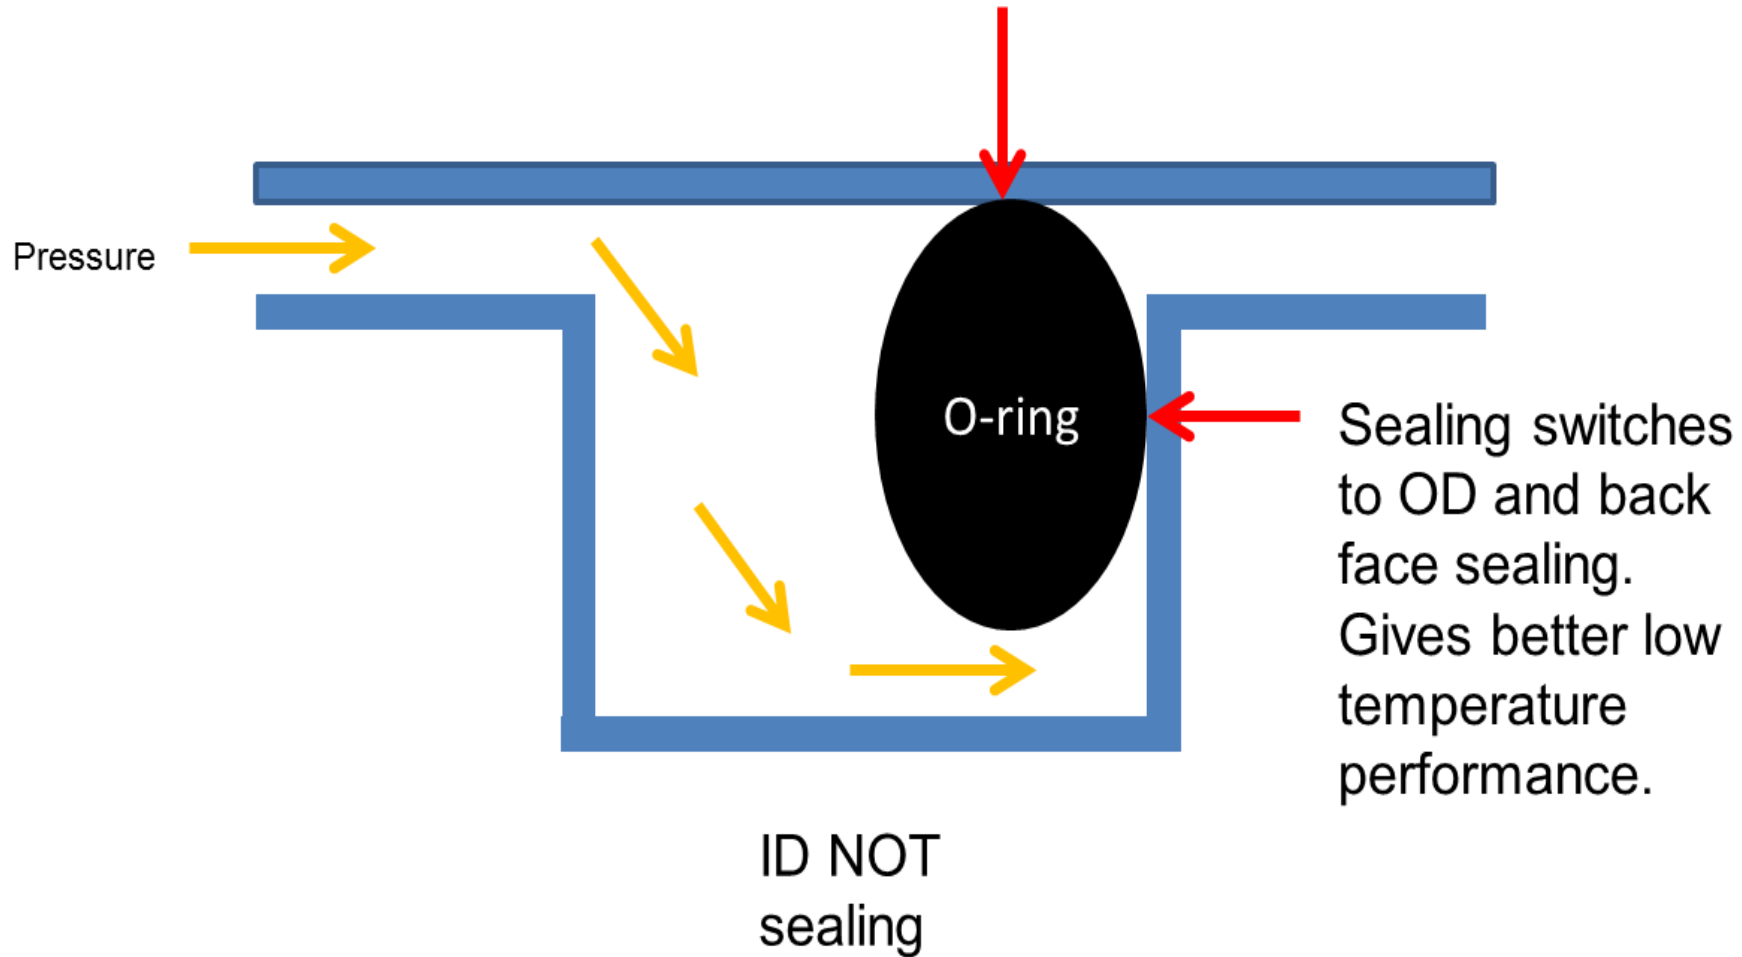 Pressure
O-ring
Sealing switches
to OD and back
face sealing.
Gives better low
temperature
performance.
ID NOT
sealing